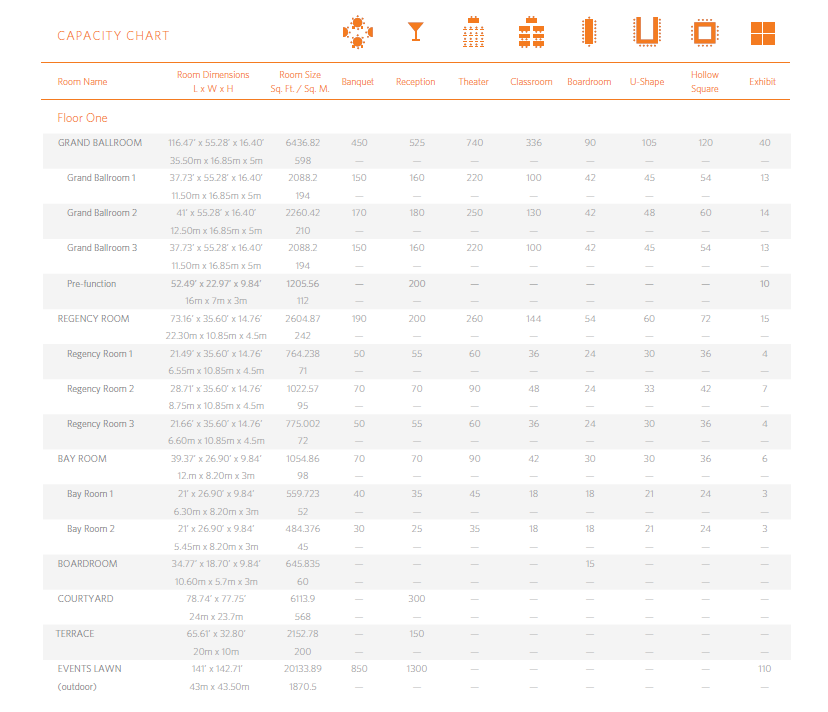 CAPACITY CHART
Room Name Room Dimensions L x W x H Room Size Sq. Ft. / Sq. M. Banquet Reception Theater Classroom Boardroom U-Shape Hollow Square Exhibit
Floor One
GRAND BALLROOM 116.47' x 55.28' x 16.40' 6436.82 450 525 740 336 90 105 120 40
35.50m x 16.85m x 5m 598 — — — — — — — —
Grand Ballroom 1 37.73' x 55.28' x 16.40' 2088.2 150 160 220 100 42 45 54 13
11.50m x 16.85m x 5m 194 — — — — — — — —
Grand Ballroom 2 41' x 55.28' x 16.40' 2260.42 170 180 250 130 42 48 60 14
12.50m x 16.85m x 5m 210 — — — — — — — —
Grand Ballroom 3 37.73' x 55.28' x 16.40' 2088.2 150 160 220 100 42 45 54 13
11.50m x 16.85m x 5m 194 — — — — — — — —
Pre-function 52.49' x 22.97' x 9.84' 1205.56 — 200 — — — — — 10
16m x 7m x 3m 112 — — — — — — — —
REGENCY ROOM 73.16' x 35.60' x 14.76' 2604.87 190 200 260 144 54 60 72 15
22.30m x 10.85m x 4.5m 242 — — — — — — — —
Regency Room 1 21.49' x 35.60' x 14.76' 764.238 50 55 60 36 24 30 36 4
6.55m x 10.85m x 4.5m 71 — — — — — — — —
Regency Room 2 28.71' x 35.60' x 14.76' 1022.57 70 70 90 48 24 33 42 7
8.75m x 10.85m x 4.5m 95 — — — — — — — —
Regency Room 3 21.66' x 35.60' x 14.76' 775.002 50 55 60 36 24 30 36 4
6.60m x 10.85m x 4.5m 72 — — — — — — — —
BAY ROOM 39.37' x 26.90' x 9.84' 1054.86 70 70 90 42 30 30 36 6
12.m x 8.20m x 3m 98 — — — — — — — —
Bay Room 1 21' x 26.90' x 9.84' 559.723 40 35 45 18 18 21 24 3
6.30m x 8.20m x 3m 52 — — — — — — — —
Bay Room 2 21' x 26.90' x 9.84' 484.376 30 25 35 18 18 21 24 3
5.45m x 8.20m x 3m 45 — — — — — — — —
BOARDROOM 34.77' x 18.70' x 9.84' 645.835 — — — — 15 — — —
10.60m x 5.7m x 3m 60 — — — — — — — —
COURTYARD 78.74' x 77.75' 6113.9 — 300 — — — — — —
24m x 23.7m 568 — — — — — — — —
TERRACE 65.61' x 32.80' 2152.78 — 150 — — — — — —
20m x 10m 200 — — — — — — — —
EVENTS LAWN 141' x 142.71' 20133.89 850 1300 — — — — — 110
(outdoor) 43m x 43.50m 1870.5 — — — — — — — —